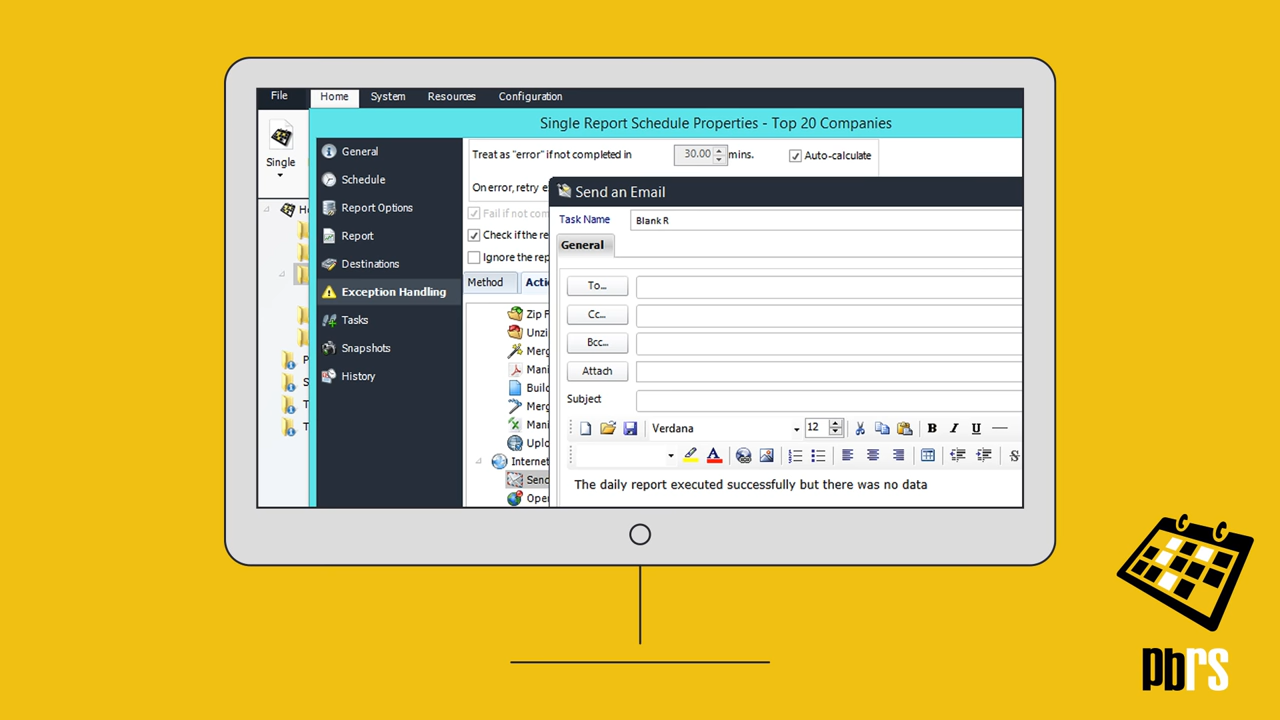 File
Home
System
Resources
Configuration
Single Report Schedule Properties - Top 20 Companies
Single
General
Schedule
Report Options
Report
Destinations
Exception Handling
Tasks
Snapshots
History
Treat as "error" if not completed in
30.00
mins.
Auto-calculate
On error, retry e
Fail if not com
Check if the re
Ignore the rep
Method
Actio
Zip F
Unzi
Merg
Mani
Build
Merg
Mani
Uplo
Internet
Send
Open
Send an Email
Task Name
Blank R
General
To...
Cc...
Bcc...
Attach
Subject
Verdana
12
B
I
U
The daily report executed successfully but there was no data
pbrs